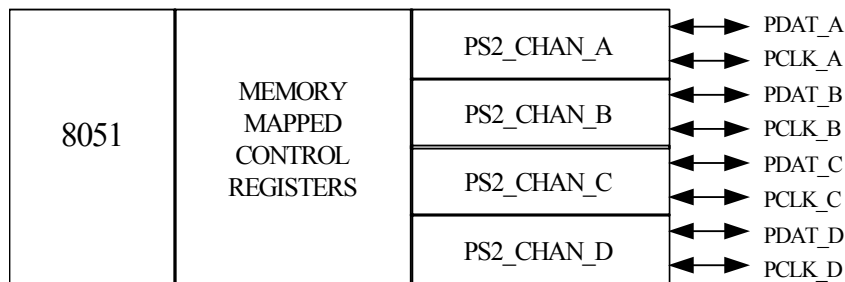 8051
MEMORY
MAPPED
CONTROL
REGISTERS
PS2_CHAN_A
PS2_CHAN_B
PS2_CHAN_C
PS2_CHAN_D
PDAT_A
PCLK_A
PDAT_B
PCLK_B
PDAT_C
PCLK_C
PDAT_D
PCLK_D